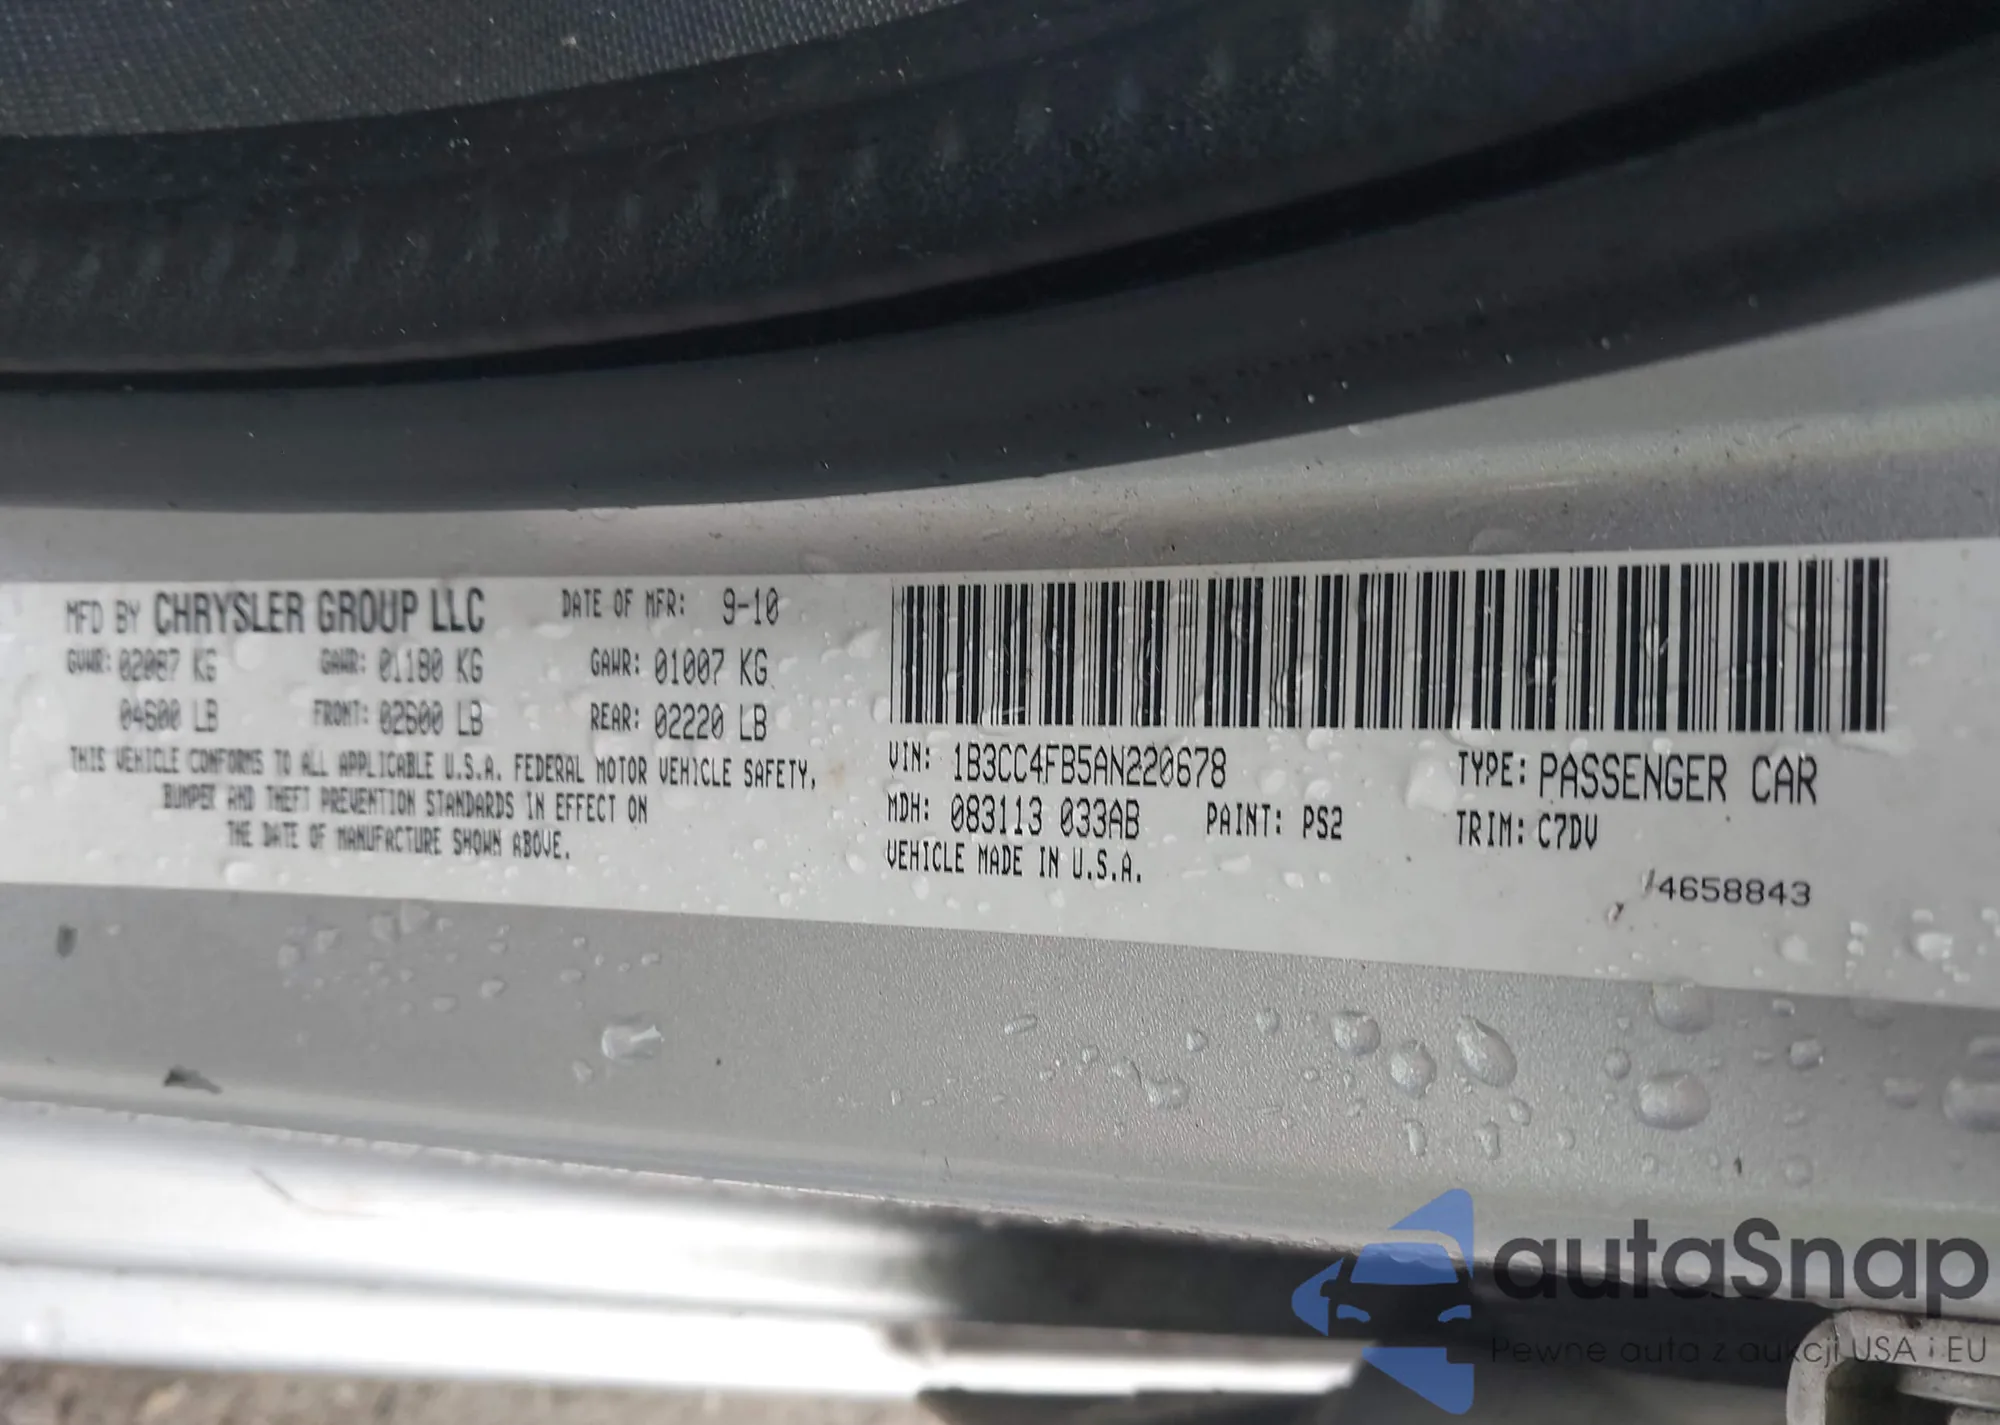 MFD BY CHRYSLER GROUP LLC DATE OF MFR: 9-10
GVWR: 02087 KG GAWR: 01180 KG GAWR: 01007 KG
04600 LB FRONT: 02600 LB REAR: 02220 LB
THIS VEHICLE CONFORMS TO ALL APPLICABLE U.S.A. FEDERAL MOTOR VEHICLE SAFETY,
BUMPER AND THEFT PREVENTION STANDARDS IN EFFECT ON
THE DATE OF MANUFACTURE SHOWN ABOVE.
VIN: 1B3CC4FB5AN220678 TYPE: PASSENGER CAR
MDH: 083113 033AB PAINT: PS2 TRIM: C7DV
VEHICLE MADE IN U.S.A.
4658843
autaSnap
Pewne auta z aukcji USA i EU